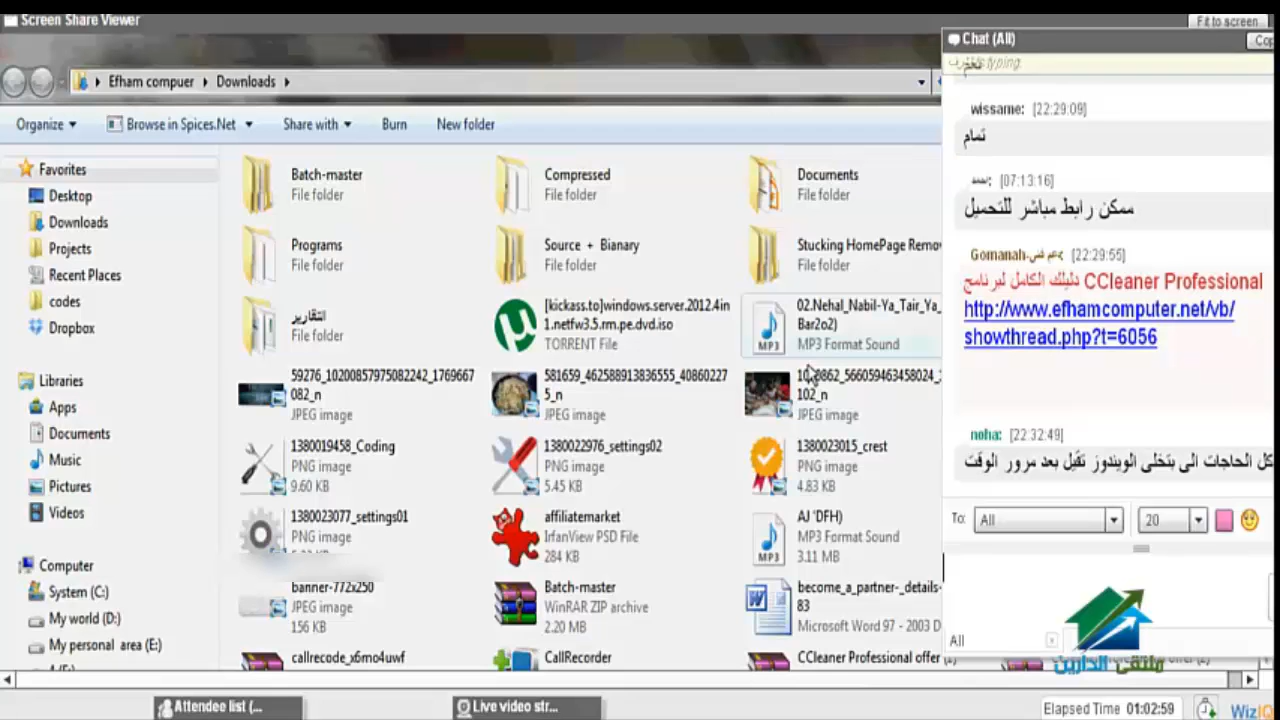 Screen Share Viewer
Fit to screen
Efham compuer
Downloads
Organize
Browse in Spices.Net
Share with
Burn
New folder
Favorites
Desktop
Downloads
Projects
Recent Places
codes
Dropbox
Libraries
Apps
Documents
Music
Pictures
Videos
Computer
System (C:)
My world (D:)
My personal area (E:)
Batch-master
File folder
Compressed
File folder
Documents
File folder
Programs
File folder
Source + Bianary
File folder
Stucking HomePage Remov
File folder
التقارير
File folder
[kickass.to]windows.server.2012.4in
1.netfw3.5.rm.pe.dvd.iso
TORRENT File
02.Nehal_Nabil-Ya_Tair_Ya_
Bar2o2)
MP3 Format Sound
59276_10200857975082242_1769667
082_n
JPEG image
581659_462588913836555_40860227
5_n
JPEG image
102_n
JPEG image
1380019458_Coding
PNG image
9.60 KB
1380022976_settings02
PNG image
5.45 KB
1380023015_crest
PNG image
4.83 KB
1380023077_settings01
PNG image
affiliatemarket
IrfanView PSD File
284 KB
AJ 'DFH)
MP3 Format Sound
3.11 MB
banner-772x250
JPEG image
156 KB
Batch-master
WinRAR ZIP archive
2.20 MB
become_a_partner-_details-
83
Microsoft Word 97 - 2003 D
callrecode_x6mo4uwf
CallRecorder
CCleaner Professional offer
Chat (All)
Cop
typing
wissame: [22:29:09]
تمام
[07:13:16]
ممكن رابط مباشر للتحميل
Gomanah [22:29:55]
دليلك الكامل لبرنامج CCleaner Professional
http://www.efhamcomputer.net/vb/
showthread.php?t=6056
noha: [22:32:49]
كل الحاجات الى بتخلى الويندوز تقيل بعد مرور الوقت
To:
All
20
All
ملتقى الدارين
Attendee list (...
Live video str...
Elapsed Time 01:02:59
WizIQ